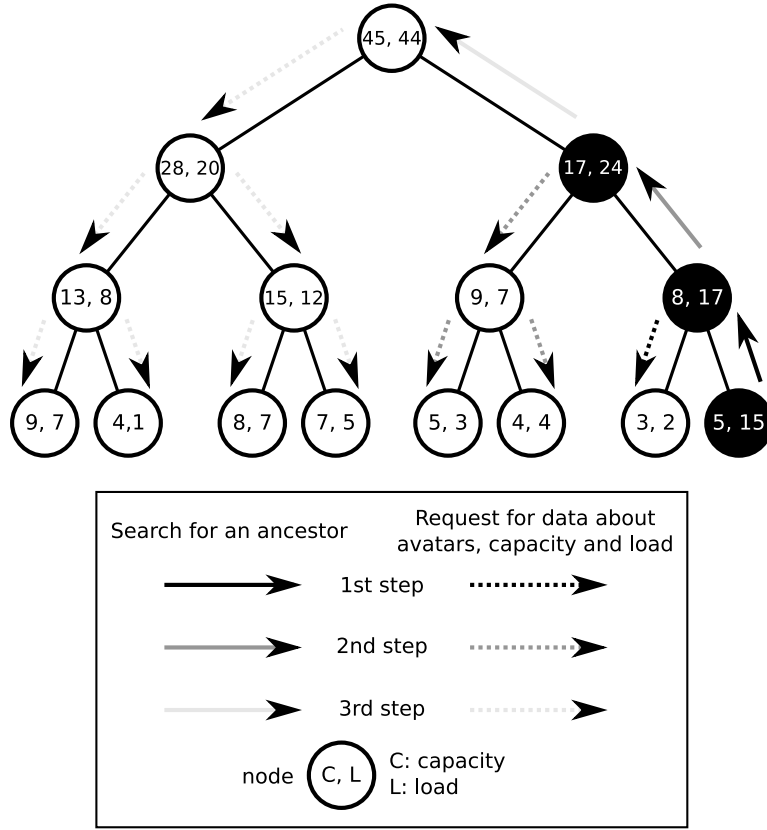 45, 44
28, 20
17, 24
13, 8
15, 12
9, 7
8, 17
9, 7
4,1
8, 7
7, 5
5, 3
4, 4
3, 2
5, 15
Search for an ancestor
Request for data about
avatars, capacity and load
1st step
2nd step
3rd step
node
C, L
C: capacity
L: load